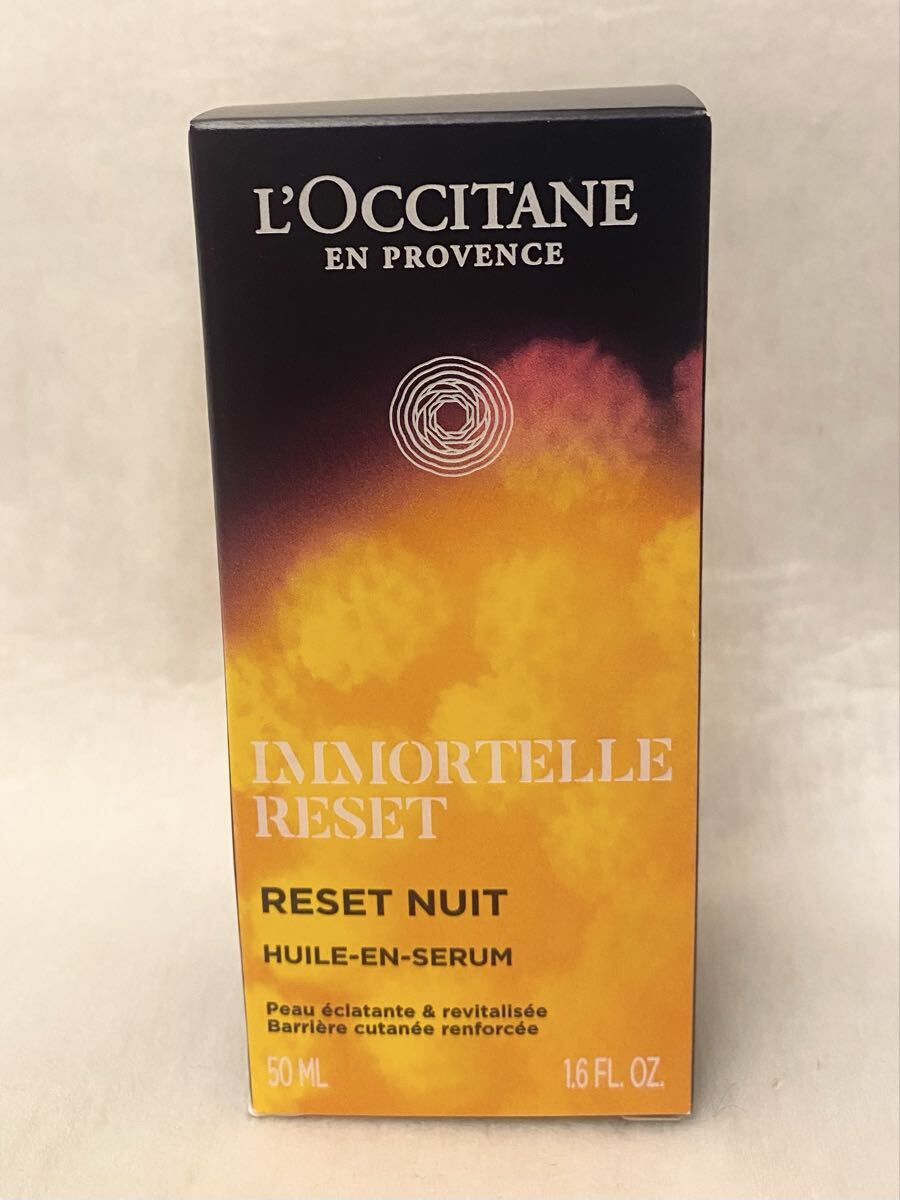 L'OCCITANE
EN PROVENCE
IMMORTELLE
RESET
RESET NUIT
HUILE-EN-SERUM
Peau éclatante & revitalisée
Barrière cutanée renforcée
50 ML 1.6 FL. OZ.